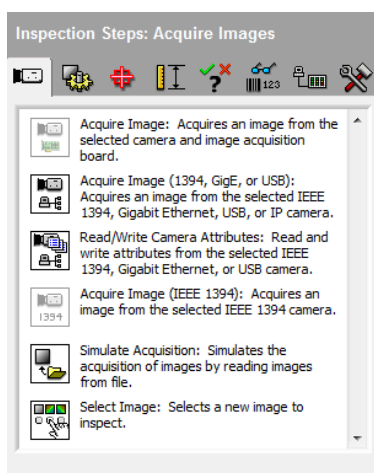 Inspection Steps: Acquire Images
123
Acquire Image: Acquires an image from the
selected camera and image acquisition
board.
Acquire Image (1394, GigE, or USB):
Acquires an image from the selected IEEE
1394, Gigabit Ethernet, USB, or IP camera.
Read/Write Camera Attributes: Read and
write attributes from the selected IEEE
1394, Gigabit Ethernet, or USB camera.
Acquire Image (IEEE 1394): Acquires an
image from the selected IEEE 1394 camera.
1394
Simulate Acquisition: Simulates the
acquisition of images by reading images
from file.
Select Image: Selects a new image to
inspect.